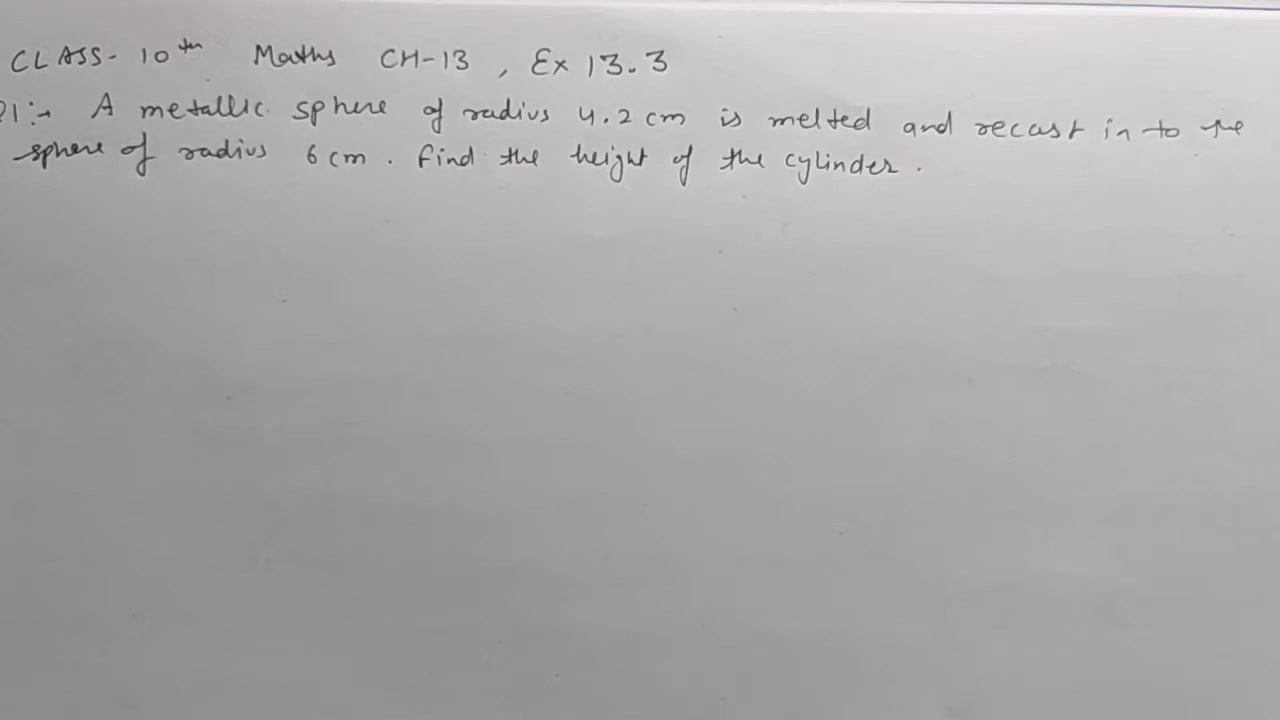 CLASS- 10th Maths CH-13 , Ex 13.3
Q1:→ A metallic sphere of radius 4.2 cm is melted and recast in to the
sphere of radius 6 cm . find the height of the cylinder .